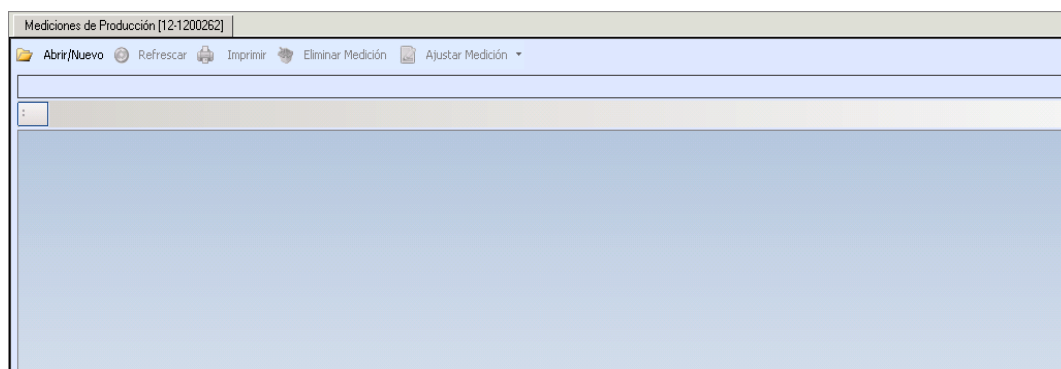 Mediciones de Producción [12-1200262]
Abrir/Nuevo Refrescar Imprimir Eliminar Medición Ajustar Medición